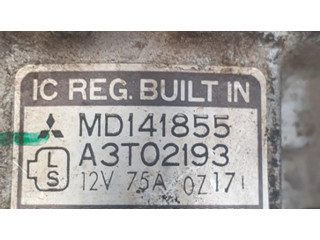 IC REG. BUILT IN
MD141855
A3T02193
L
S
12V 75A 0Z171